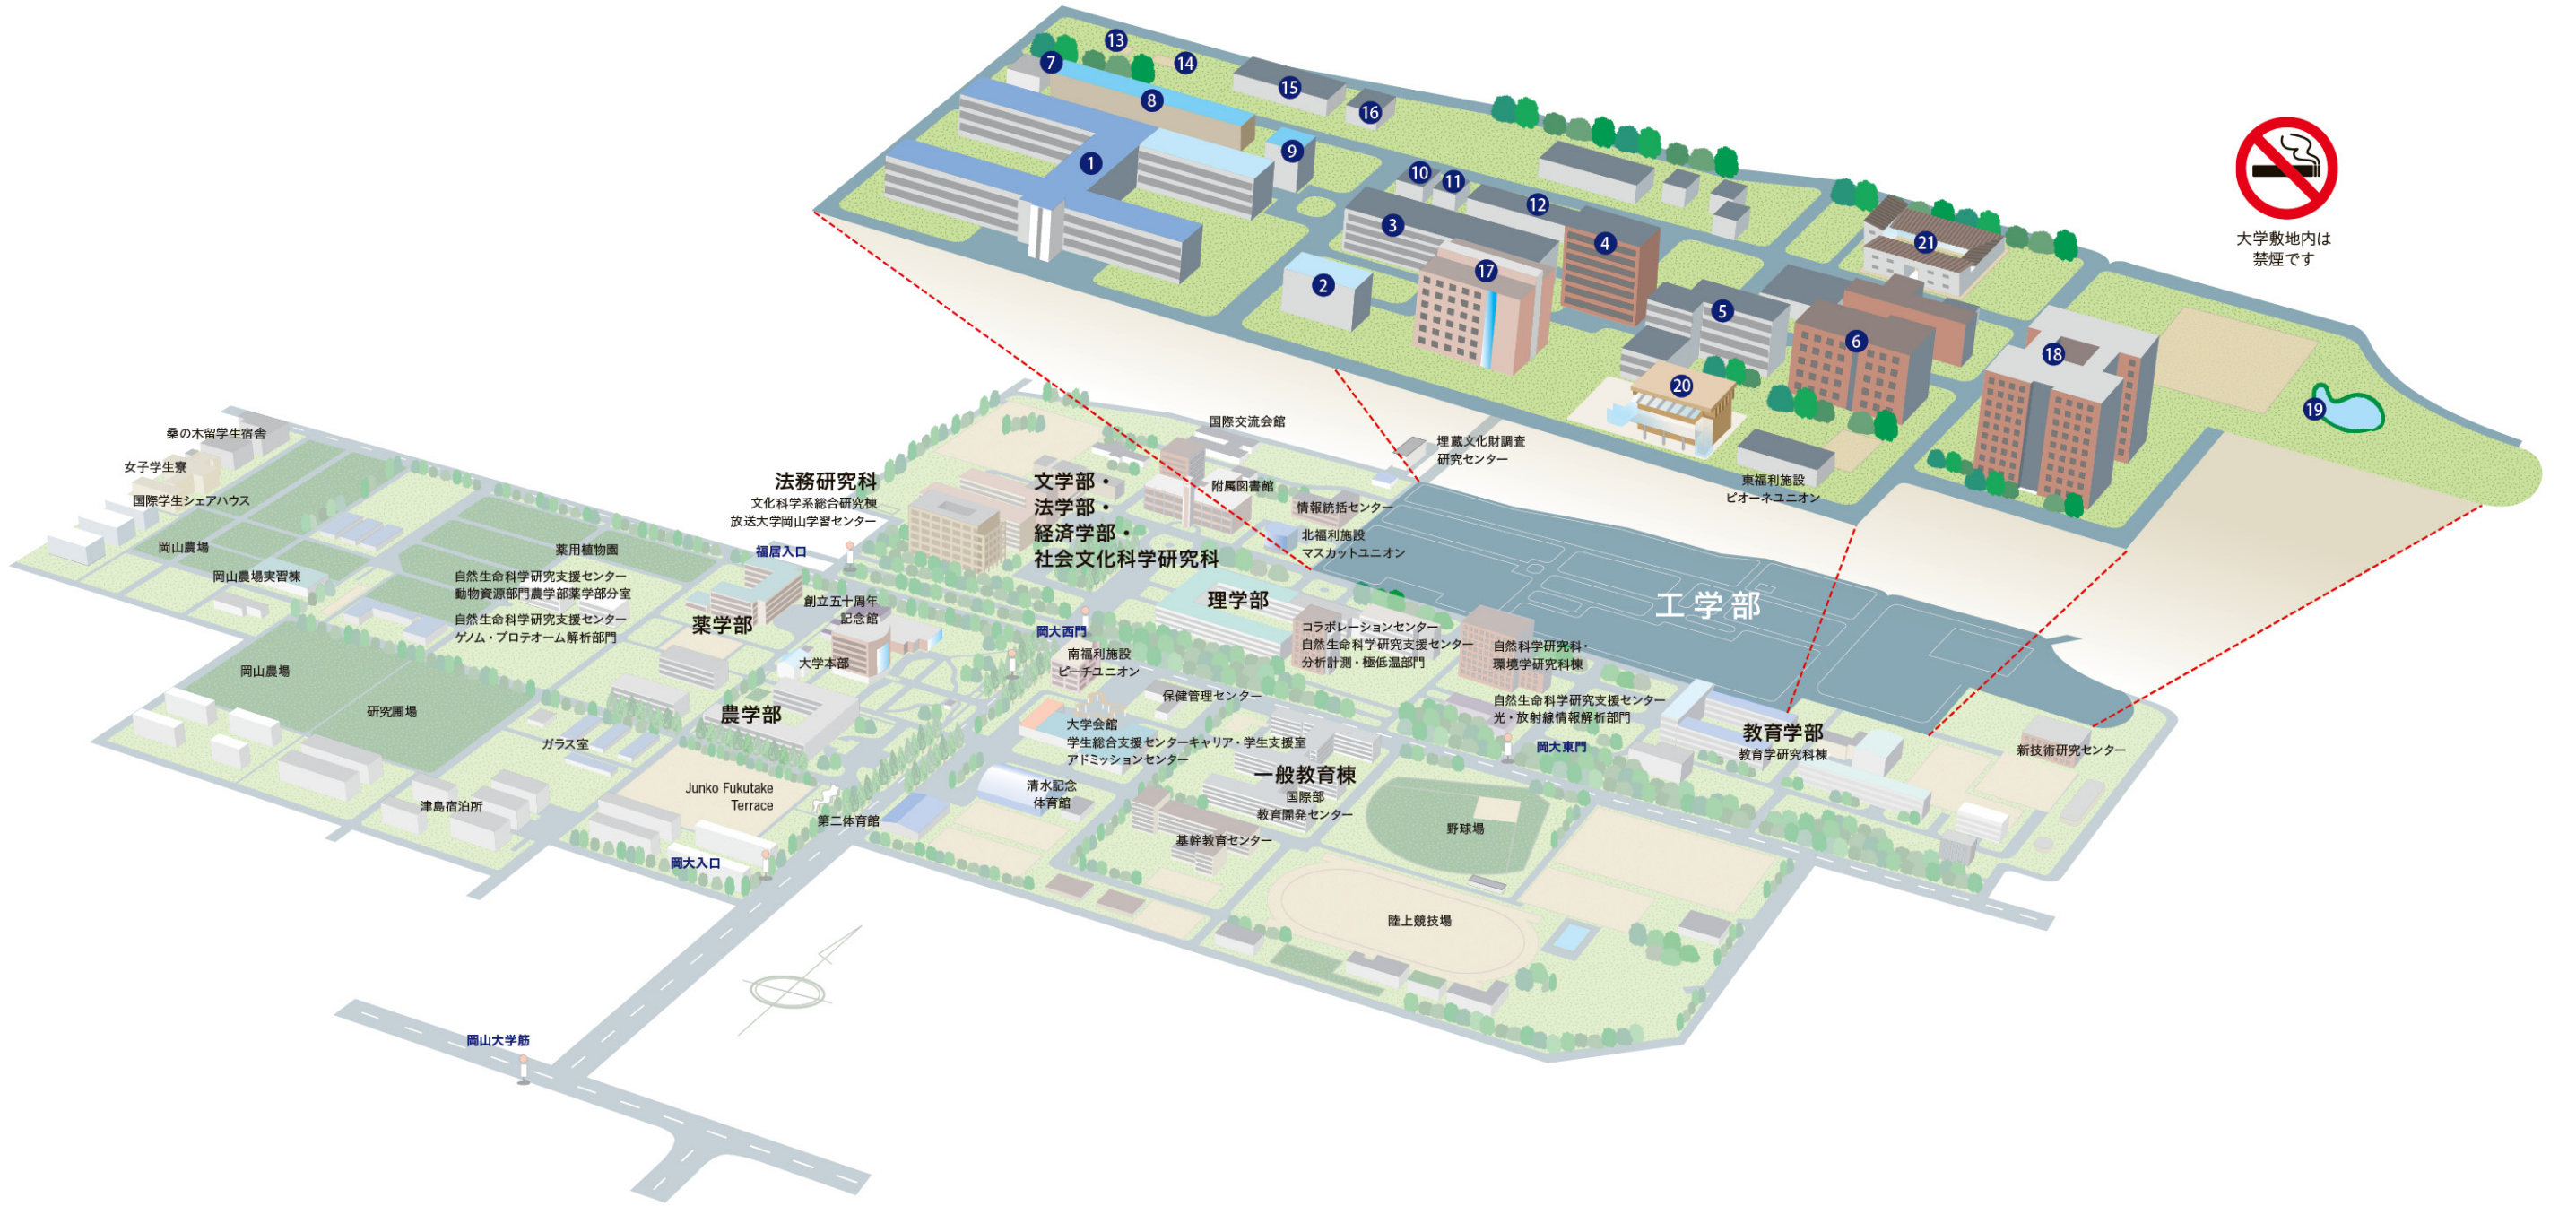 13
7
14
8
15
16
1
9
10
11
3
12
4
17
2
21
5
6
18
20
19
大学敷地内は
禁煙です
東福利施設
ピオーネユニオン
桑の木留学生宿舎
女子学生寮
国際学生シェアハウス
岡山農場
岡山農場実習棟
薬用植物園
自然生命科学研究支援センター
動物資源部門農学部薬学部分室
自然生命科学研究支援センター
ゲノム・プロテオーム解析部門
岡山農場
研究圃場
ガラス室
津島宿泊所
法務研究科
文化科学系総合研究棟
放送大学岡山学習センター
福居入口
薬学部
創立五十周年
記念館
大学本部
農学部
Junko Fukutake
Terrace
第二体育館
岡大入口
岡山大学筋
文学部・
法学部・
経済学部・
社会文化科学研究科
国際交流会館
附属図書館
情報統括センター
北福利施設
マスカットユニオン
埋蔵文化財調査
研究センター
理学部
岡大西門
南福利施設
ピーチユニオン
コラボレーションセンター
自然生命科学研究支援センター
分析計測・極低温部門
保健管理センター
大学会館
学生総合支援センターキャリア・学生支援室
アドミッションセンター
清水記念
体育館
一般教育棟
国際部
教育開発センター
基幹教育センター
工学部
自然科学研究科・
環境学研究科棟
自然生命科学研究支援センター
光・放射線情報解析部門
岡大東門
教育学部
教育学研究科棟
新技術研究センター
野球場
陸上競技場